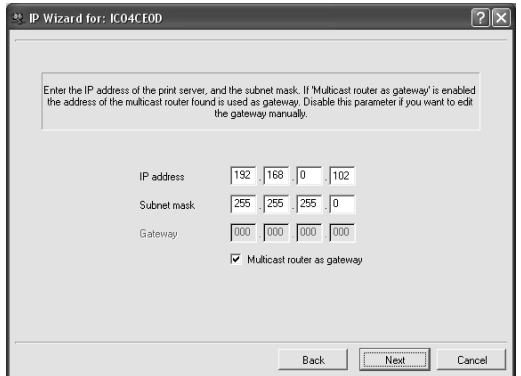 IP Wizard for: IC04CE0D
Enter the IP address of the print server, and the subnet mask. If 'Multicast router as gateway' is enabled
the address of the multicast router found is used as gateway. Disable this parameter if you want to edit
the gateway manually.
IP address 192 . 168 . 0 . 102
Subnet mask 255 . 255 . 255 . 0
Gateway 000 . 000 . 000 . 000
Multicast router as gateway
Back Next Cancel